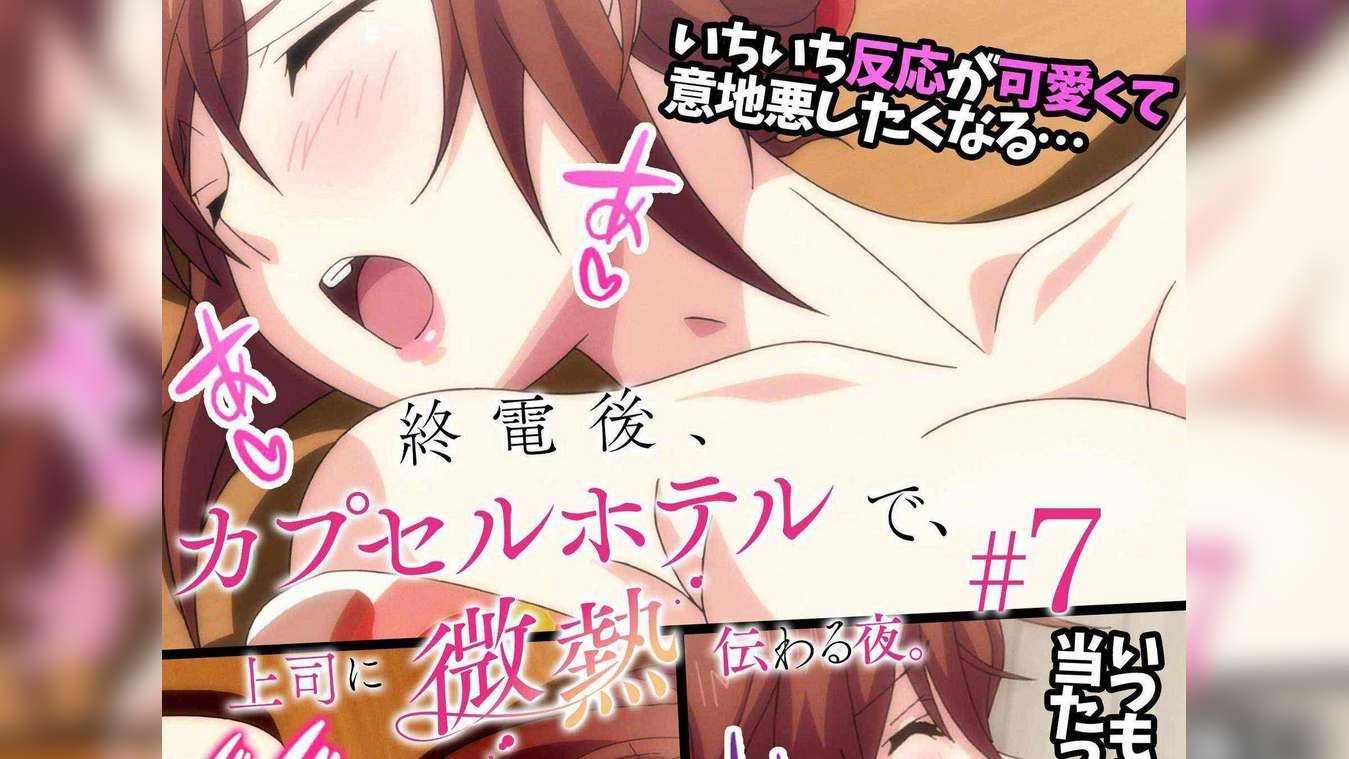 いちいち反応が可愛くて
意地悪したくなる…
あ♡
あ♡
終電後、
カプセルホテルで、
#7
上司に微熱伝わる夜。
いつも
当たっ